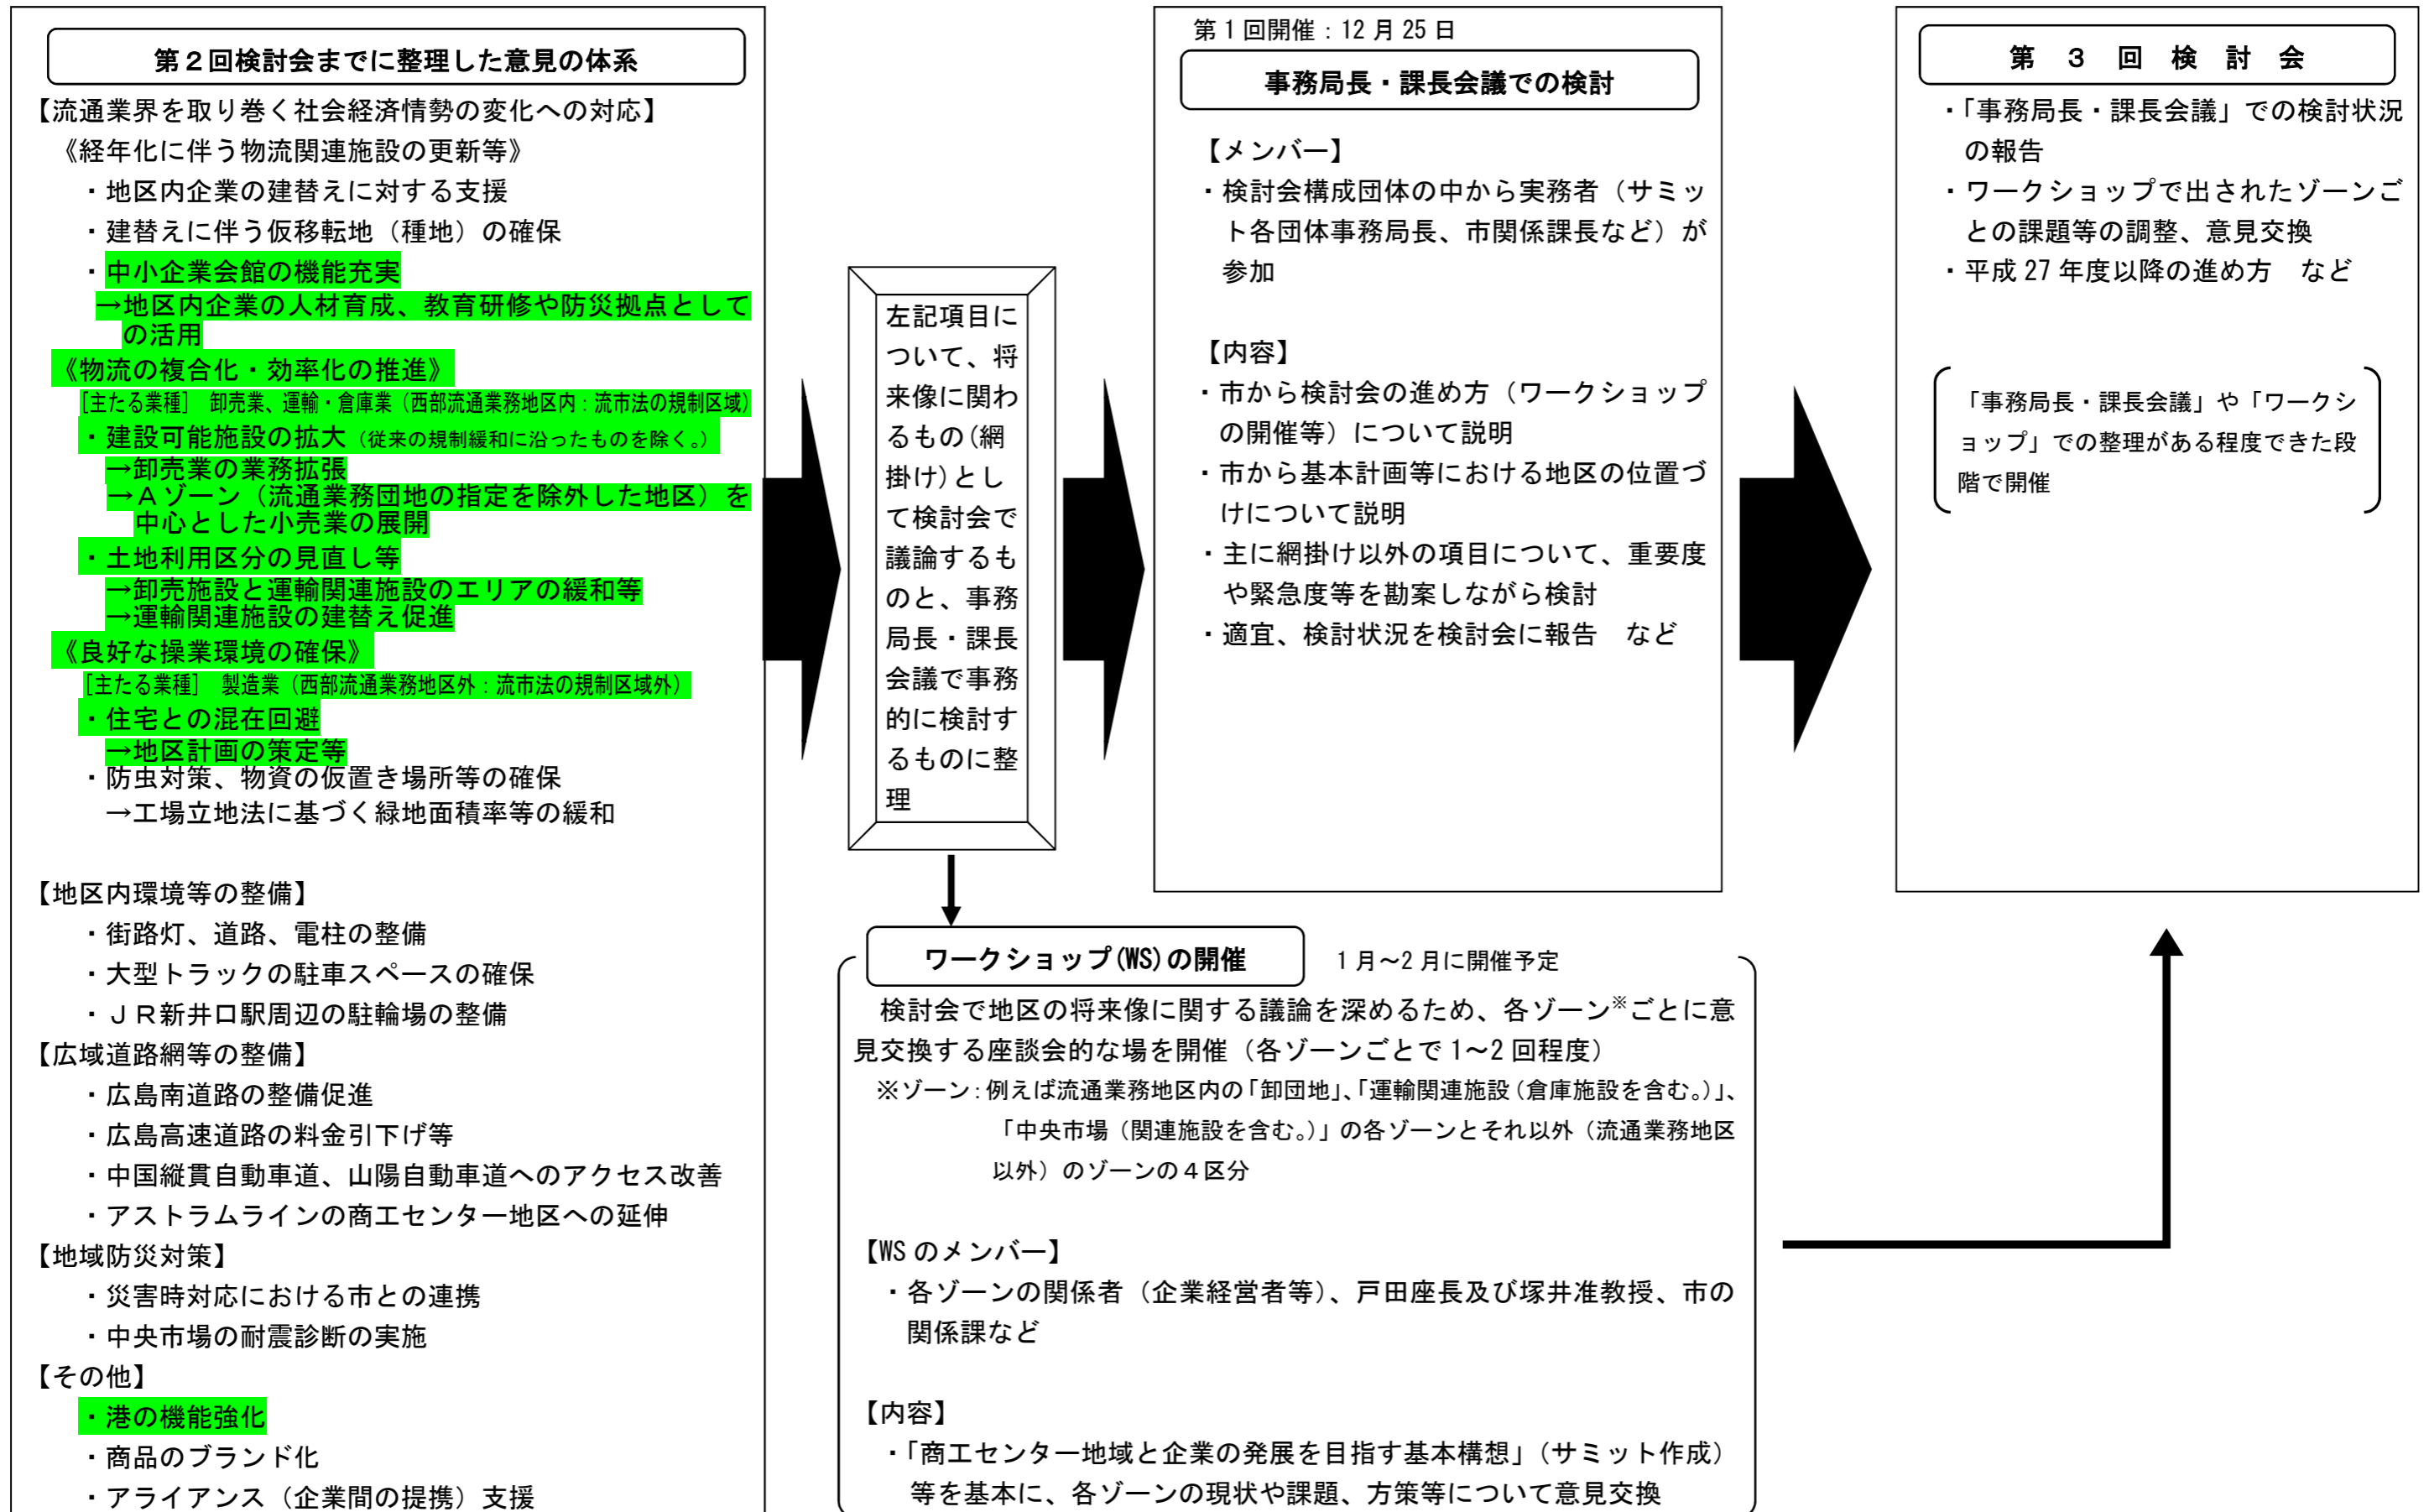 第２回検討会までに整理した意見の体系
【流通業界を取り巻く社会経済情勢の変化への対応】
《経年化に伴う物流関連施設の更新等》
・地区内企業の建替えに対する支援
・建替えに伴う仮移転地（種地）の確保
・中小企業会館の機能充実
→地区内企業の人材育成、教育研修や防災拠点として
の活用
《物流の複合化・効率化の推進》
［主たる業種］ 卸売業、運輸・倉庫業（西部流通業務地区内：流市法の規制区域）
・建設可能施設の拡大（従来の規制緩和に沿ったものを除く。）
→卸売業の業務拡張
→Ａゾーン（流通業務団地の指定を除外した地区）を
中心とした小売業の展開
・土地利用区分の見直し等
→卸売施設と運輸関連施設のエリアの緩和等
→運輸関連施設の建替え促進
《良好な操業環境の確保》
［主たる業種］ 製造業（西部流通業務地区外：流市法の規制区域外）
・住宅との混在回避
→地区計画の策定等
・防虫対策、物資の仮置き場所等の確保
→工場立地法に基づく緑地面積率等の緩和
【地区内環境等の整備】
・街路灯、道路、電柱の整備
・大型トラックの駐車スペースの確保
・ＪＲ新井口駅周辺の駐輪場の整備
【広域道路網等の整備】
・広島南道路の整備促進
・広島高速道路の料金引下げ等
・中国縦貫自動車道、山陽自動車道へのアクセス改善
・アストラムラインの商工センター地区への延伸
【地域防災対策】
・災害時対応における市との連携
・中央市場の耐震診断の実施
【その他】
・港の機能強化
・商品のブランド化
・アライアンス（企業間の提携）支援
左記項目に
ついて、将
来像に関わ
るもの（網
掛け）とし
て検討会で
議論するも
のと、事務
局長・課長
会議で事務
的に検討す
るものに整
理
第１回開催：12月25日
事務局長・課長会議での検討
【メンバー】
・検討会構成団体の中から実務者（サミッ
ト各団体事務局長、市関係課長など）が
参加
【内容】
・市から検討会の進め方（ワークショップ
の開催等）について説明
・市から基本計画等における地区の位置づ
けについて説明
・主に網掛け以外の項目について、重要度
や緊急度等を勘案しながら検討
・適宜、検討状況を検討会に報告　など
第　３　回　検　討　会
・「事務局長・課長会議」での検討状況
の報告
・ワークショップで出されたゾーンご
との課題等の調整、意見交換
・平成27年度以降の進め方　など
「事務局長・課長会議」や「ワークシ
ョップ」での整理がある程度できた段
階で開催
ワークショップ(WS)の開催
1月～2月に開催予定
検討会で地区の将来像に関する議論を深めるため、各ゾーン※ごとに意
見交換する座談会的な場を開催（各ゾーンごとで1～2回程度）
※ゾーン：例えば流通業務地区内の「卸団地」、「運輸関連施設（倉庫施設を含む。）」、
「中央市場（関連施設を含む。）」の各ゾーンとそれ以外（流通業務地区
以外）のゾーンの４区分
【WSのメンバー】
・各ゾーンの関係者（企業経営者等）、戸田座長及び塚井准教授、市の
関係課など
【内容】
・「商工センター地域と企業の発展を目指す基本構想」（サミット作成）
等を基本に、各ゾーンの現状や課題、方策等について意見交換